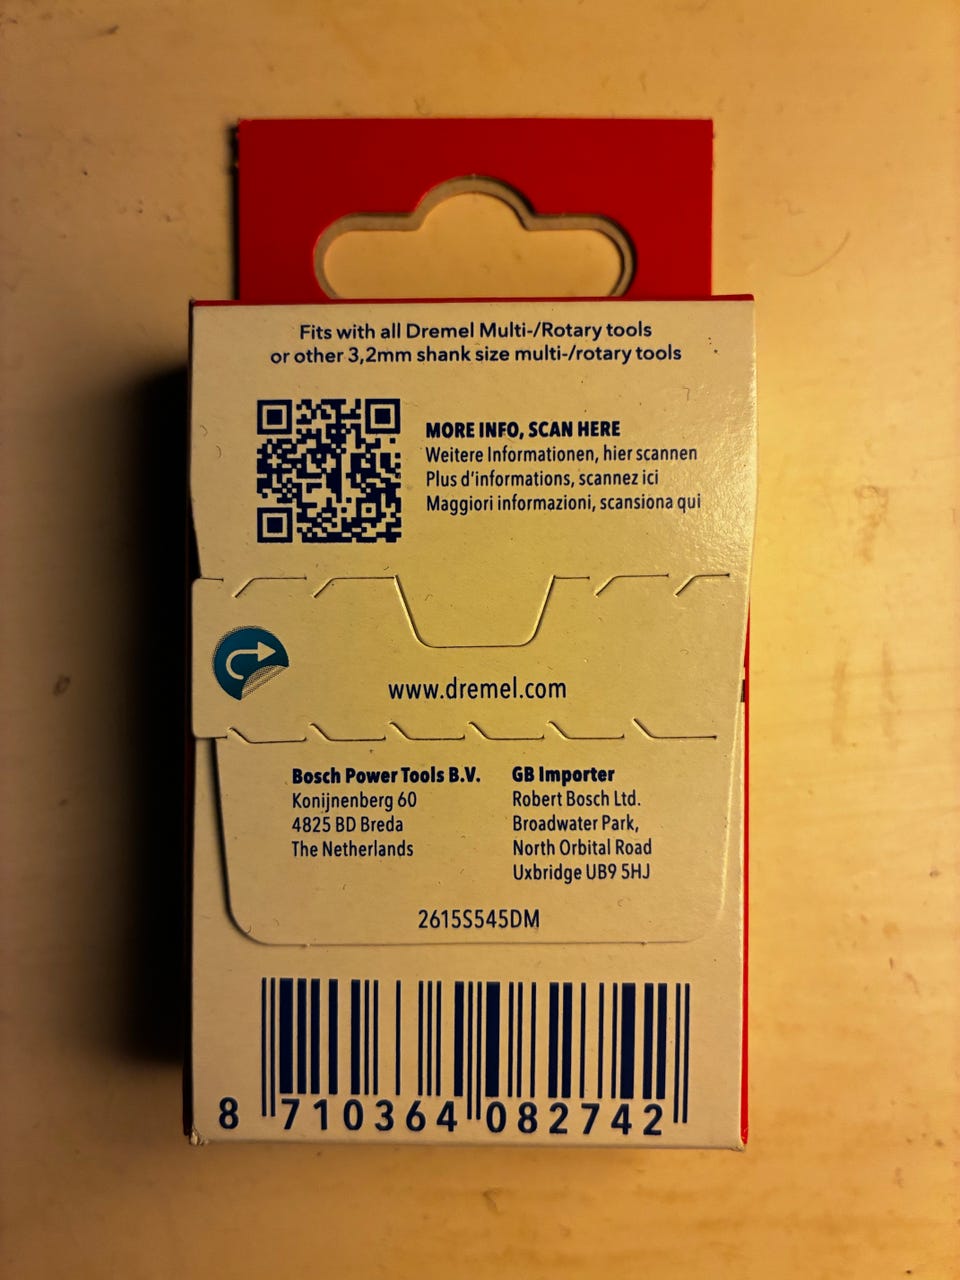 Fits with all Dremel Multi-/Rotary tools
or other 3,2mm shank size multi-/rotary tools
MORE INFO, SCAN HERE
Weitere Informationen, hier scannen
Plus d'informations, scannez ici
Maggiori informazioni, scansiona qui
www.dremel.com
Bosch Power Tools B.V.
Konijnenberg 60
4825 BD Breda
The Netherlands
GB Importer
Robert Bosch Ltd.
Broadwater Park,
North Orbital Road
Uxbridge UB9 5HJ
2615S545DM
8 710364 082742